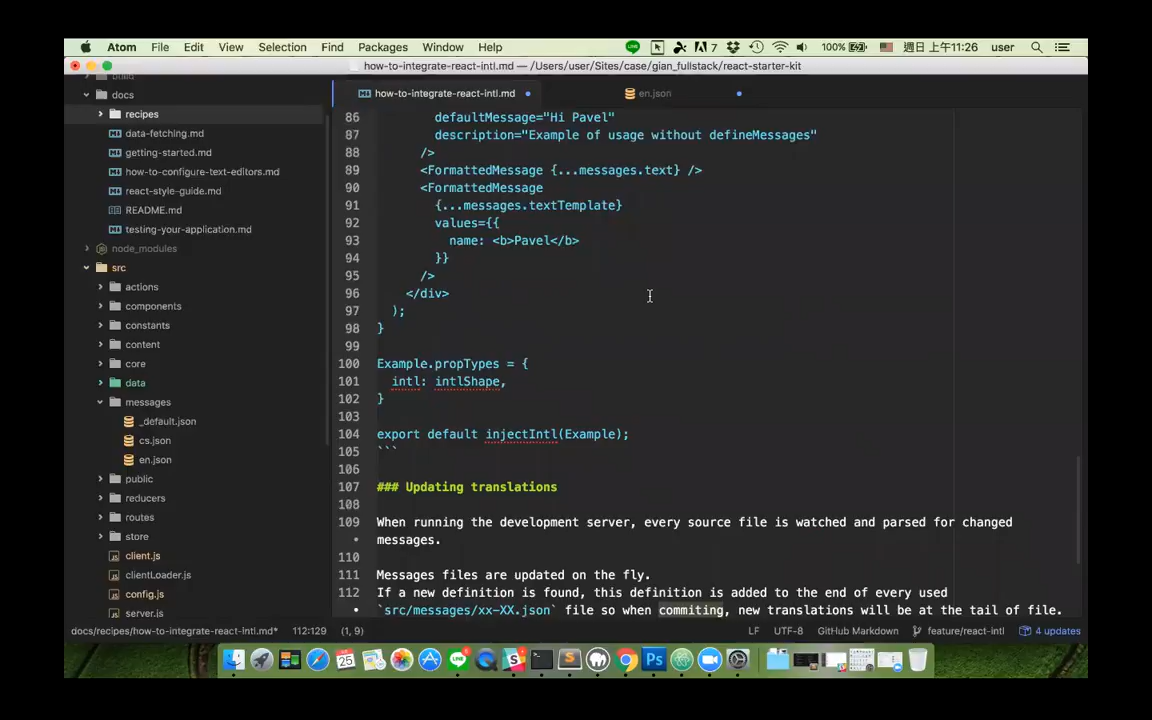 Atom File Edit View Selection Find Packages Window Help 7 100% 週日 上午11:26 user
how-to-integrate-react-intl.md — /Users/user/Sites/case/gian_fullstack/react-starter-kit
build
docs
recipes
data-fetching.md
getting-started.md
how-to-configure-text-editors.md
react-style-guide.md
README.md
testing-your-application.md
node_modules
src
actions
components
constants
content
core
data
messages
_default.json
cs.json
en.json
public
reducers
routes
store
client.js
clientLoader.js
config.js
server.js
how-to-integrate-react-intl.md en.json
86 defaultMessage="Hi Pavel"
87 description="Example of usage without defineMessages"
88 />
89 <FormattedMessage {...messages.text} />
90 <FormattedMessage
91 {...messages.textTemplate}
92 values={{
93 name: <b>Pavel</b>
94 }}
95 />
96 </div>
97 );
98 }
99
100 Example.propTypes = {
101 intl: intlShape,
102 }
103
104 export default injectIntl(Example);
105 ```
106
107 ### Updating translations
108
109 When running the development server, every source file is watched and parsed for changed
• messages.
110
111 Messages files are updated on the fly.
112 If a new definition is found, this definition is added to the end of every used
• `src/messages/xx-XX.json` file so when commiting, new translations will be at the tail of file.
docs/recipes/how-to-integrate-react-intl.md* 112:129 (1, 9) LF UTF-8 GitHub Markdown feature/react-intl 4 updates